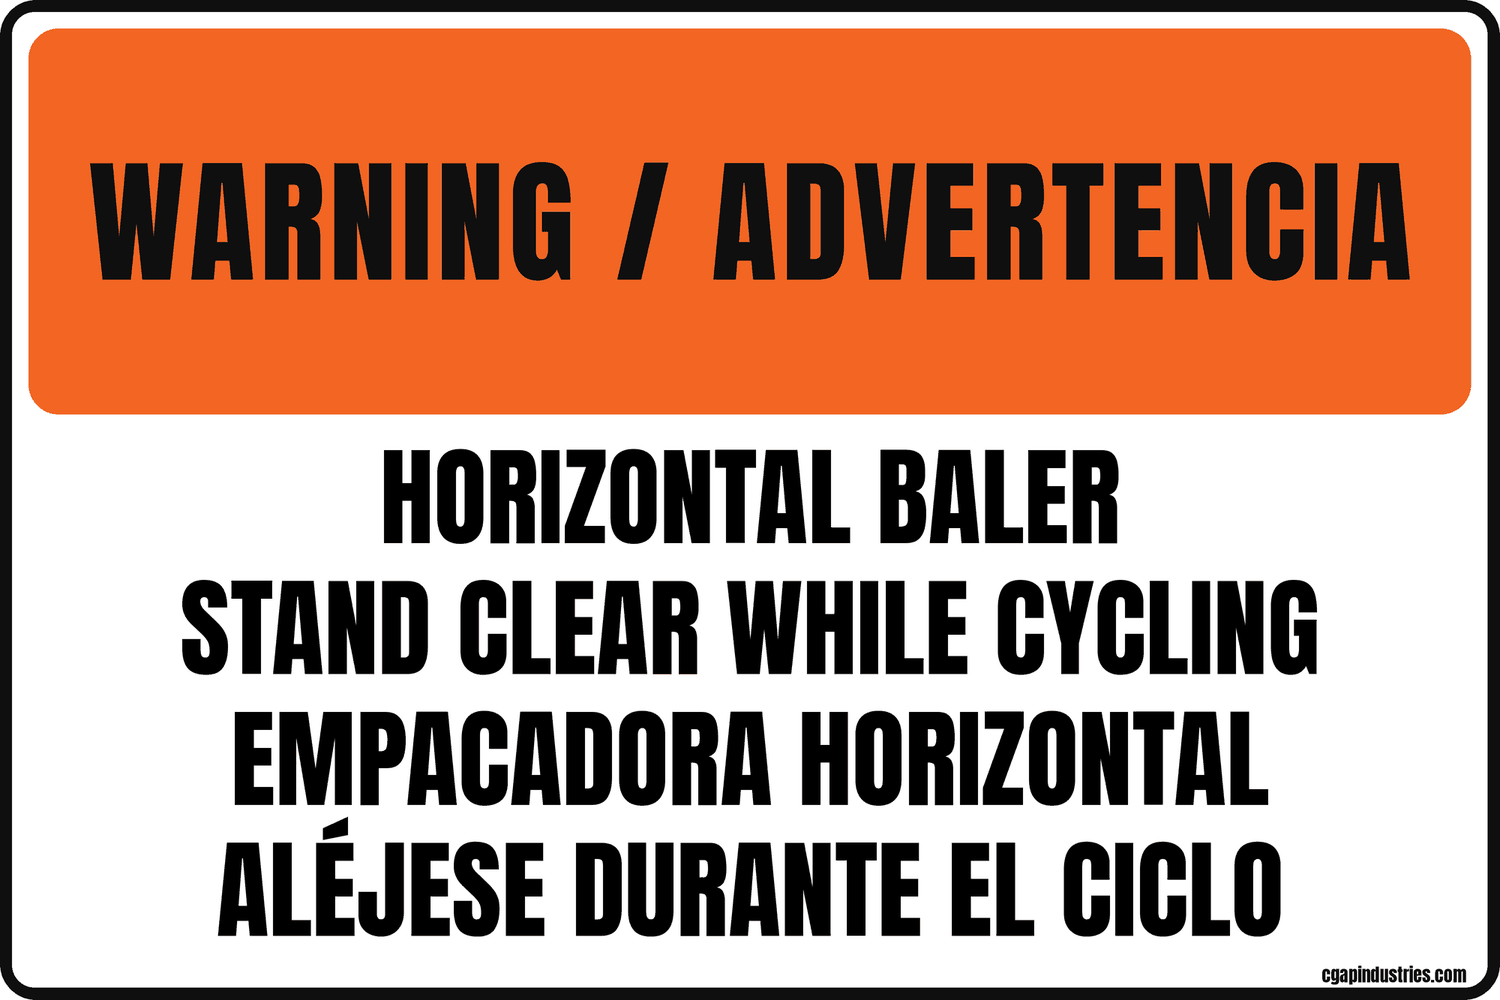 WARNING / ADVERTENCIA
HORIZONTAL BALER
STAND CLEAR WHILE CYCLING
EMPACADORA HORIZONTAL
ALÉJESE DURANTE EL CICLO
cgapindustries.com